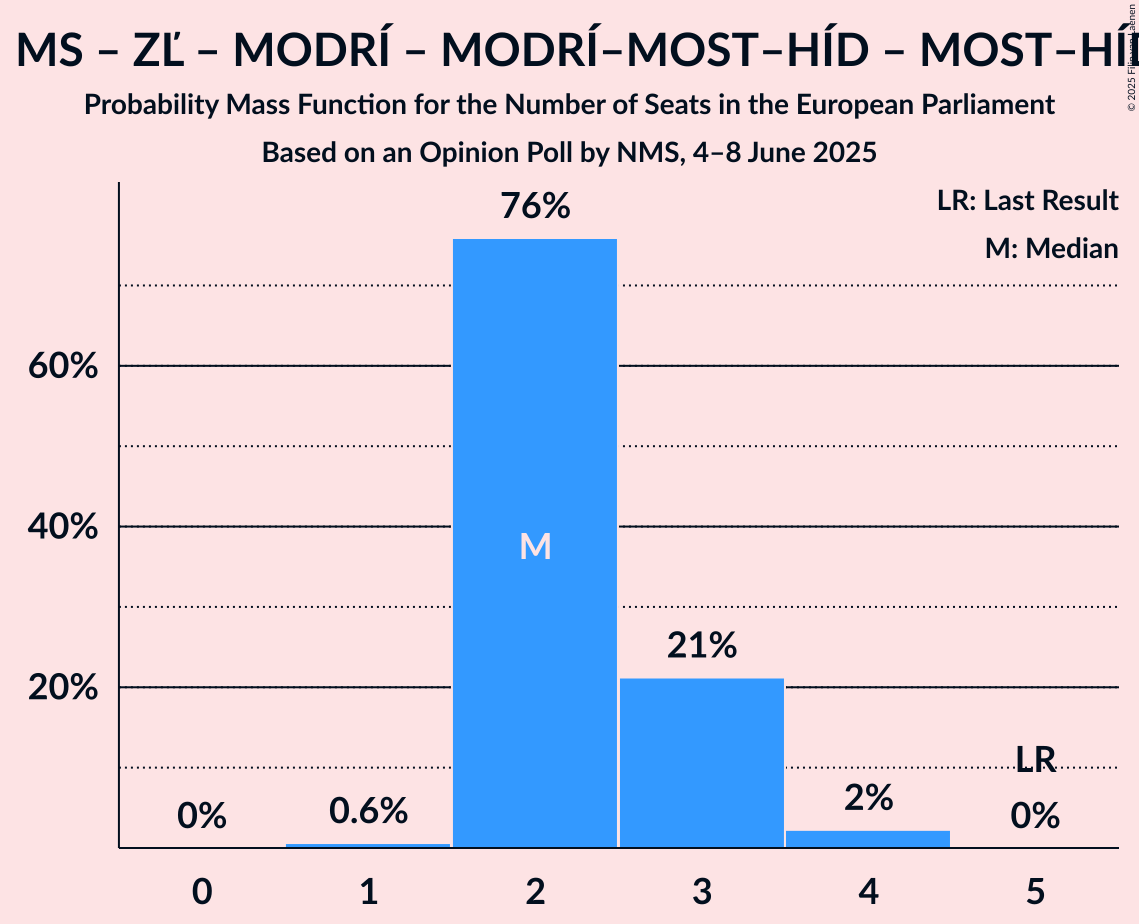 MS – ZĽ – MODRÍ – MODRÍ–MOST–HÍD – MOST–HÍD
Probability Mass Function for the Number of Seats in the European Parliament
Based on an Opinion Poll by NMS, 4–8 June 2025
© 2025 Filip van Laenen
LR: Last Result
M: Median
76%
60%
40%
M
21%
20%
LR
2%
0.6%
0%
0%
0 1 2 3 4 5